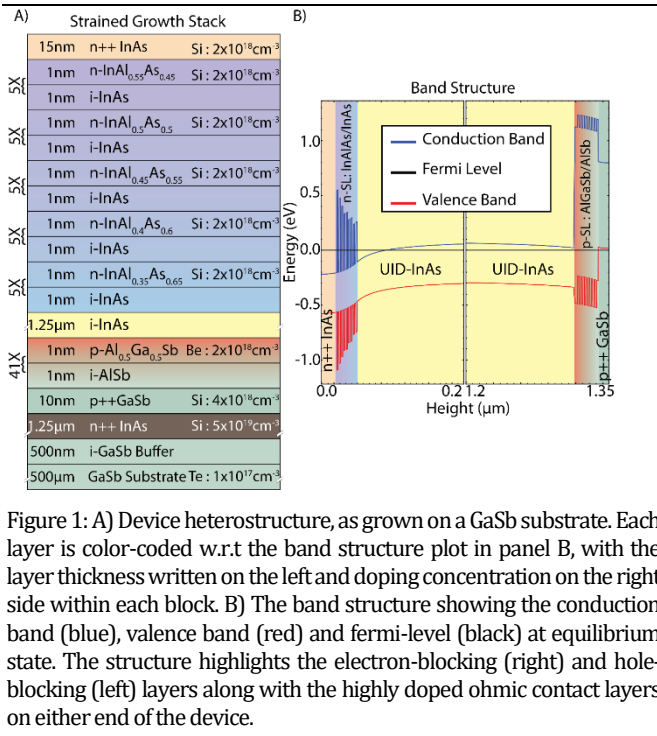 A)
Strained Growth Stack
15nm n++ InAs Si : 2x10¹⁸cm⁻³
5X
1nm n-InAl₀.₅₅As₀.₄₅ Si : 2x10¹⁸cm⁻³
1nm i-InAs
5X
1nm n-InAl₀.₅As₀.₅ Si : 2x10¹⁸cm⁻³
1nm i-InAs
5X
1nm n-InAl₀.₄₅As₀.₅₅ Si : 2x10¹⁸cm⁻³
1nm i-InAs
5X
1nm n-InAl₀.₄As₀.₆ Si : 2x10¹⁸cm⁻³
1nm i-InAs
5X
1nm n-InAl₀.₃₅As₀.₆₅ Si : 2x10¹⁸cm⁻³
1nm i-InAs
1.25μm i-InAs
41X
1nm p-Al₀.₅Ga₀.₅Sb Be : 2x10¹⁸cm⁻³
1nm i-AlSb
10nm p++GaSb Si : 4x10¹⁸cm⁻³
1.25μm n++ InAs Si : 5x10¹⁹cm⁻³
500nm i-GaSb Buffer
500μm GaSb Substrate Te : 1x10¹⁷cm⁻³
B)
Band Structure
Energy (eV)
1.0
0.5
0.0
-0.5
-1.0
n++ InAs
n-SL: InAlAs/InAs
Conduction Band
Fermi Level
Valence Band
UID-InAs
UID-InAs
p-SL : AlGaSb/AlSb
p++ GaSb
0.0
0.2
1.2
1.35
Height (μm)
Figure 1: A) Device heterostructure, as grown on a GaSb substrate. Each
layer is color-coded w.r.t the band structure plot in panel B, with the
layer thickness written on the left and doping concentration on the right
side within each block. B) The band structure showing the conduction
band (blue), valence band (red) and fermi-level (black) at equilibrium
state. The structure highlights the electron-blocking (right) and hole-
blocking (left) layers along with the highly doped ohmic contact layers
on either end of the device.